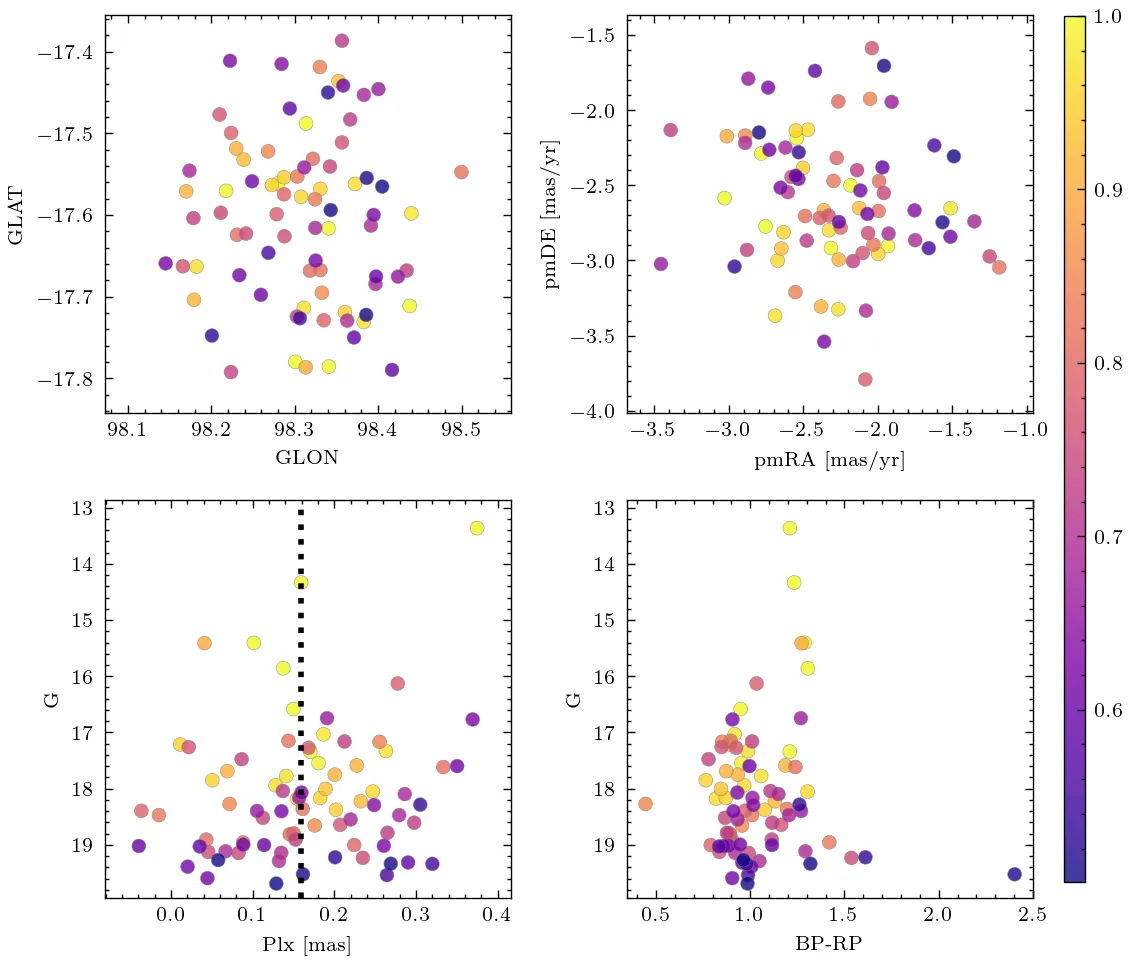 −17.4
−17.5
−17.6
−17.7
−17.8
GLAT
98.1 98.2 98.3 98.4 98.5
GLON
−1.5
−2.0
−2.5
−3.0
−3.5
−4.0
pmDE [mas/yr]
−3.5 −3.0 −2.5 −2.0 −1.5 −1.0
pmRA [mas/yr]
13
14
15
16
17
18
19
G
0.0 0.1 0.2 0.3 0.4
Plx [mas]
13
14
15
16
17
18
19
G
0.5 1.0 1.5 2.0 2.5
BP-RP
1.0
0.9
0.8
0.7
0.6